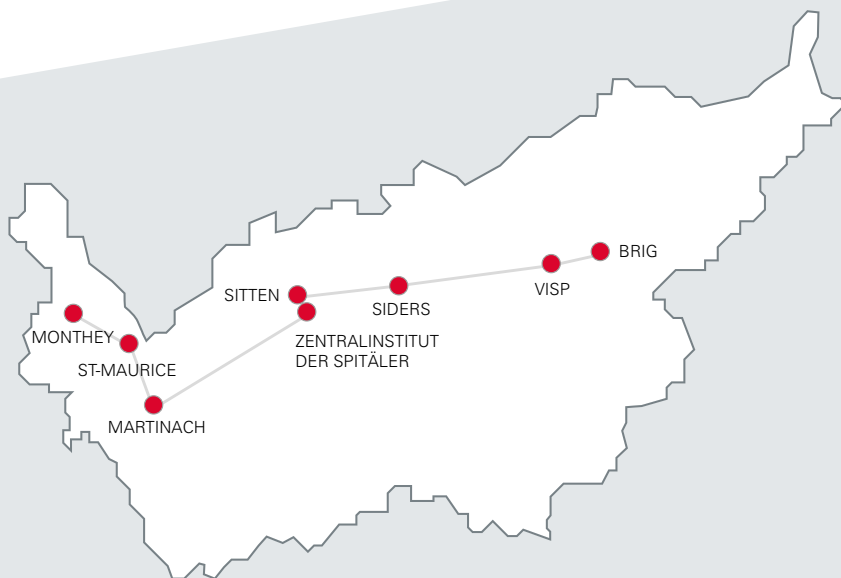 BRIG
SITTEN
VISP
SIDERS
MONTHEY
ZENTRALINSTITUT
DER SPITÄLER
ST-MAURICE
MARTINACH